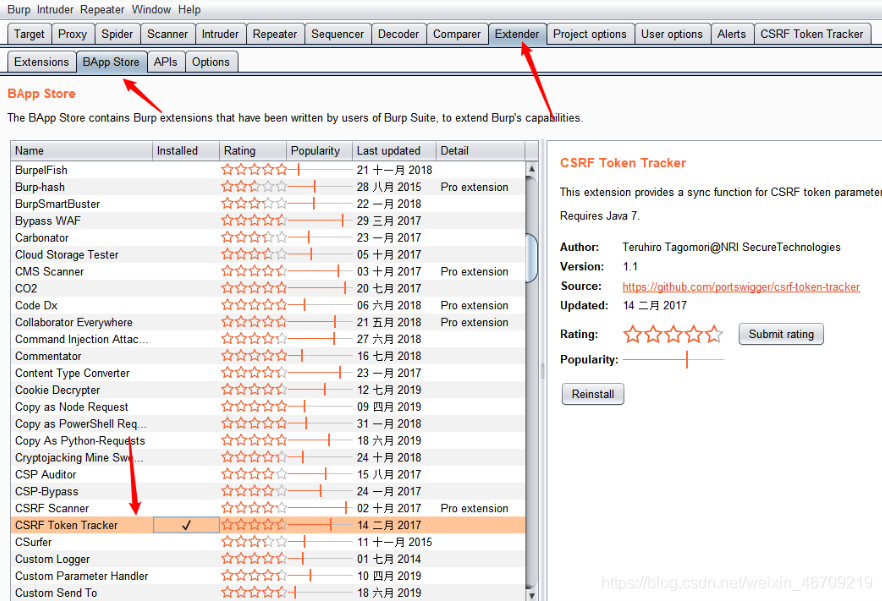 Burp Intruder Repeater Window Help
Target Proxy Spider Scanner Intruder Repeater Sequencer Decoder Comparer Extender Project options User options Alerts CSRF Token Tracker
Extensions BApp Store APIs Options
BApp Store
The BApp Store contains Burp extensions that have been written by users of Burp Suite, to extend Burp's capabilities.
Name Installed Rating Popularity Last updated Detail
BurpelFish 21 十一月 2018
Burp-hash 28 八月 2015 Pro extension
BurpSmartBuster 22 一月 2018
Bypass WAF 29 三月 2017
Carbonator 23 一月 2017
Cloud Storage Tester 05 十月 2017
CMS Scanner 03 十月 2017 Pro extension
CO2 20 七月 2017
Code Dx 06 六月 2018 Pro extension
Collaborator Everywhere 21 五月 2018 Pro extension
Command Injection Attac... 27 六月 2018
Commentator 16 七月 2018
Content Type Converter 23 一月 2017
Cookie Decrypter 12 七月 2019
Copy as Node Request 09 四月 2019
Copy as PowerShell Req... 31 一月 2018
Copy As Python-Requests 18 六月 2019
Cryptojacking Mine Swe... 24 十月 2018
CSP Auditor 15 八月 2017
CSP-Bypass 24 一月 2017
CSRF Scanner 02 十月 2017 Pro extension
CSRF Token Tracker ✓ 14 二月 2017
CSurfer 11 十一月 2015
Custom Logger 01 七月 2014
Custom Parameter Handler 10 四月 2019
Custom Send To 18 六月 2019
CSRF Token Tracker
This extension provides a sync function for CSRF token parameter
Requires Java 7.
Author: Teruhiro Tagomori@NRI SecureTechnologies
Version: 1.1
Source: https://github.com/portswigger/csrf-token-tracker
Updated: 14 二月 2017
Rating: Submit rating
Popularity:
Reinstall
https://blog.csdn.net/weixin_46709219